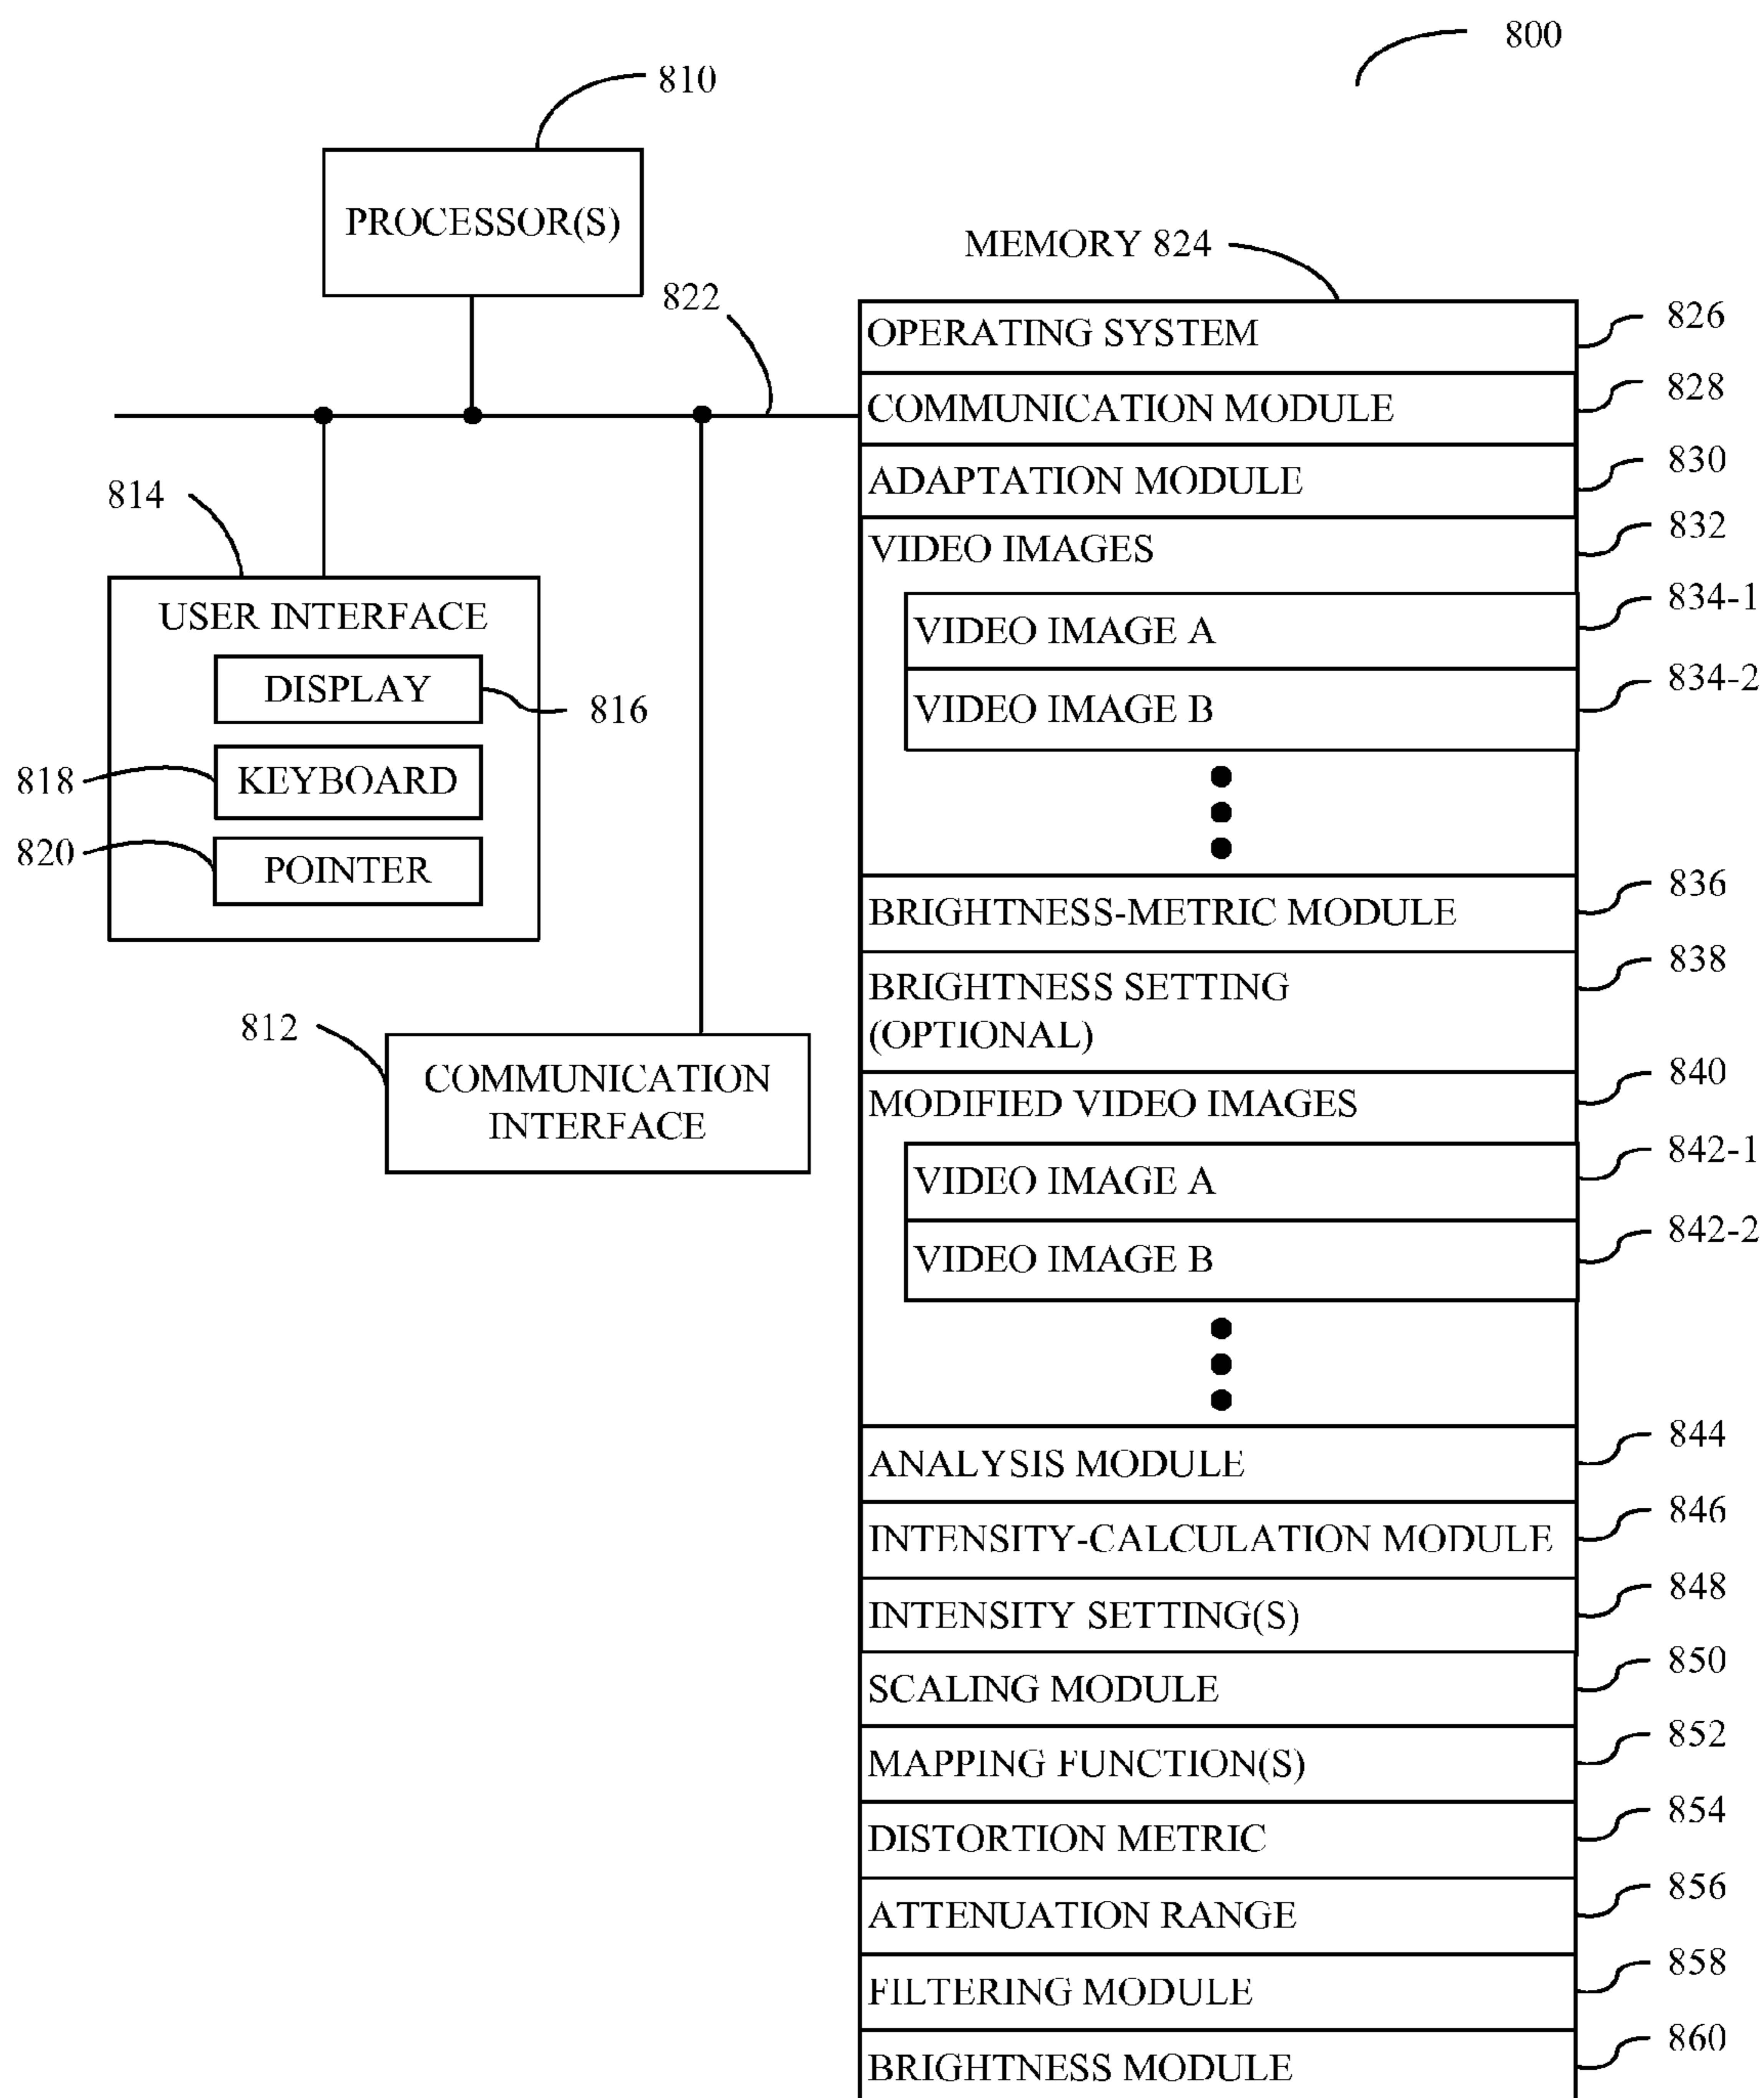 800
810
PROCESSOR(S)
MEMORY 824
822
OPERATING SYSTEM
826
COMMUNICATION MODULE
828
ADAPTATION MODULE
830
814
VIDEO IMAGES
832
USER INTERFACE
VIDEO IMAGE A
834-1
DISPLAY
816
VIDEO IMAGE B
834-2
818
KEYBOARD
820
POINTER
BRIGHTNESS-METRIC MODULE
836
BRIGHTNESS SETTING
(OPTIONAL)
838
812
COMMUNICATION
INTERFACE
MODIFIED VIDEO IMAGES
840
VIDEO IMAGE A
842-1
VIDEO IMAGE B
842-2
ANALYSIS MODULE
844
INTENSITY-CALCULATION MODULE
846
INTENSITY SETTING(S)
848
SCALING MODULE
850
MAPPING FUNCTION(S)
852
DISTORTION METRIC
854
ATTENUATION RANGE
856
FILTERING MODULE
858
BRIGHTNESS MODULE
860